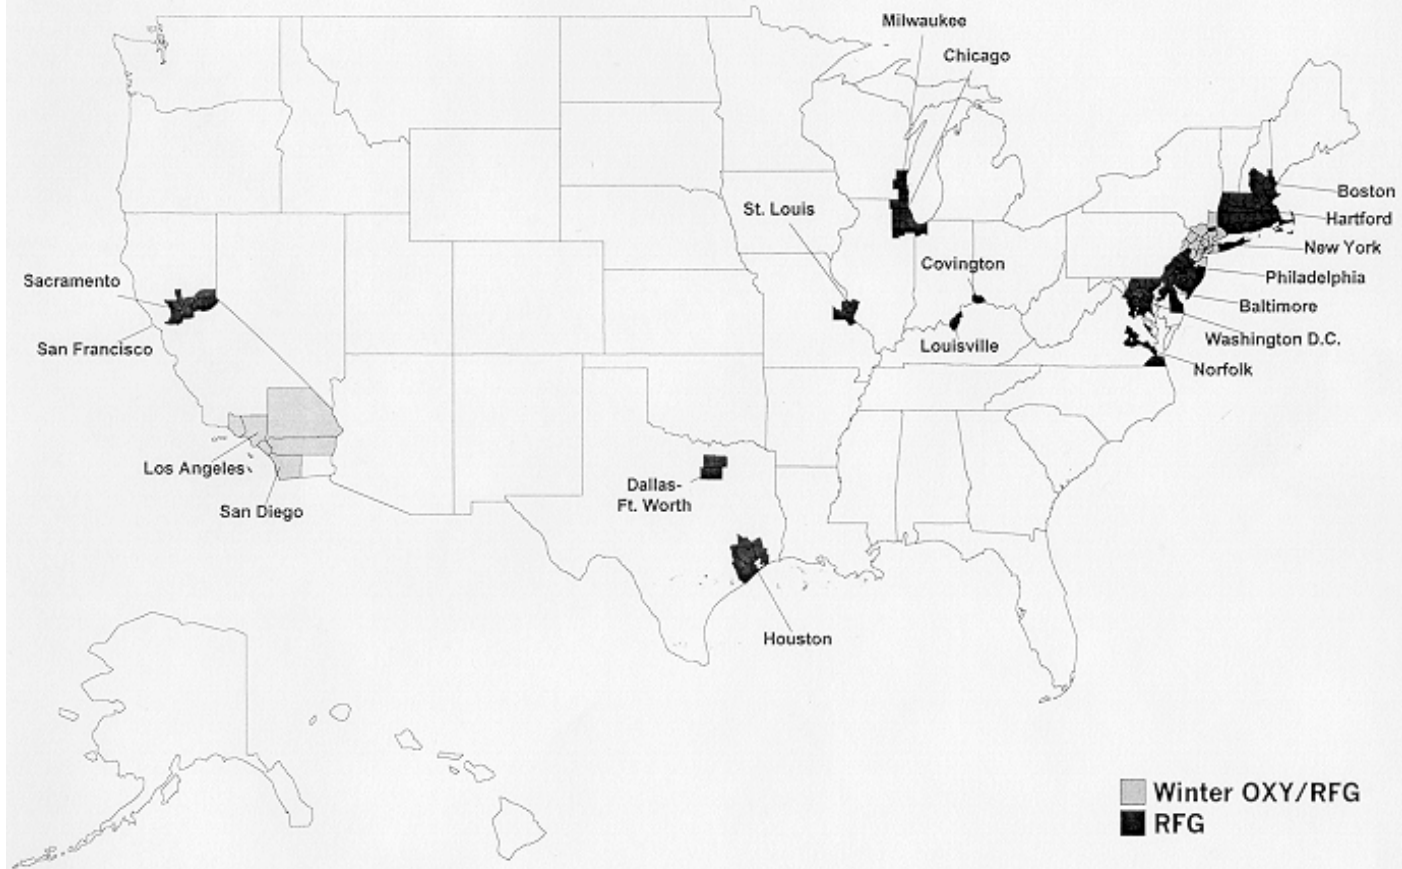 Milwaukee
Chicago
Boston
St. Louis
Hartford
New York
Covington
Philadelphia
Sacramento
Baltimore
Washington D.C.
San Francisco
Louisville
Norfolk
Los Angeles
Dallas-
Ft. Worth
San Diego
Houston
Winter OXY/RFG
RFG